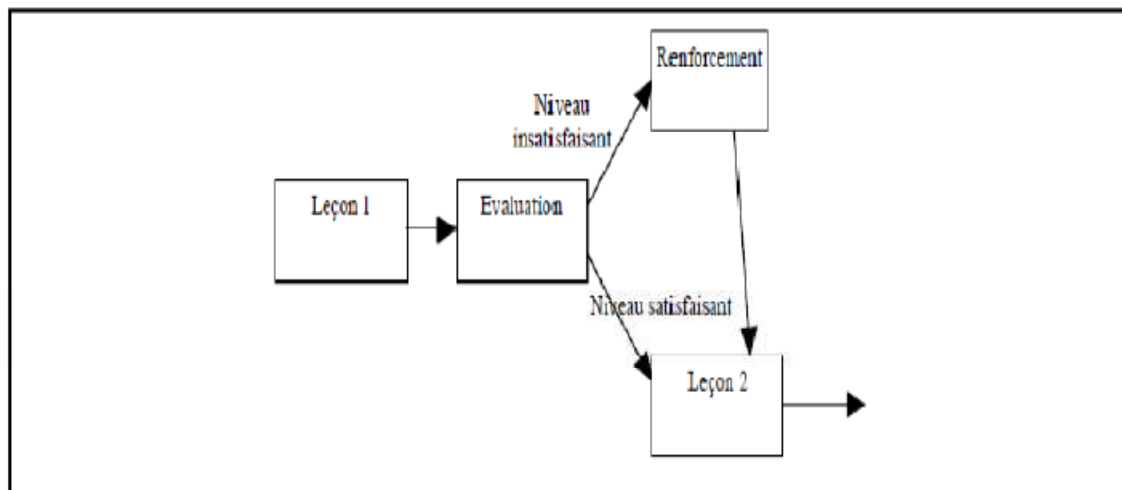 Renforcement
Niveau
insatisfaisant
Leçon 1
Evaluation
Niveau satisfaisant
Leçon 2